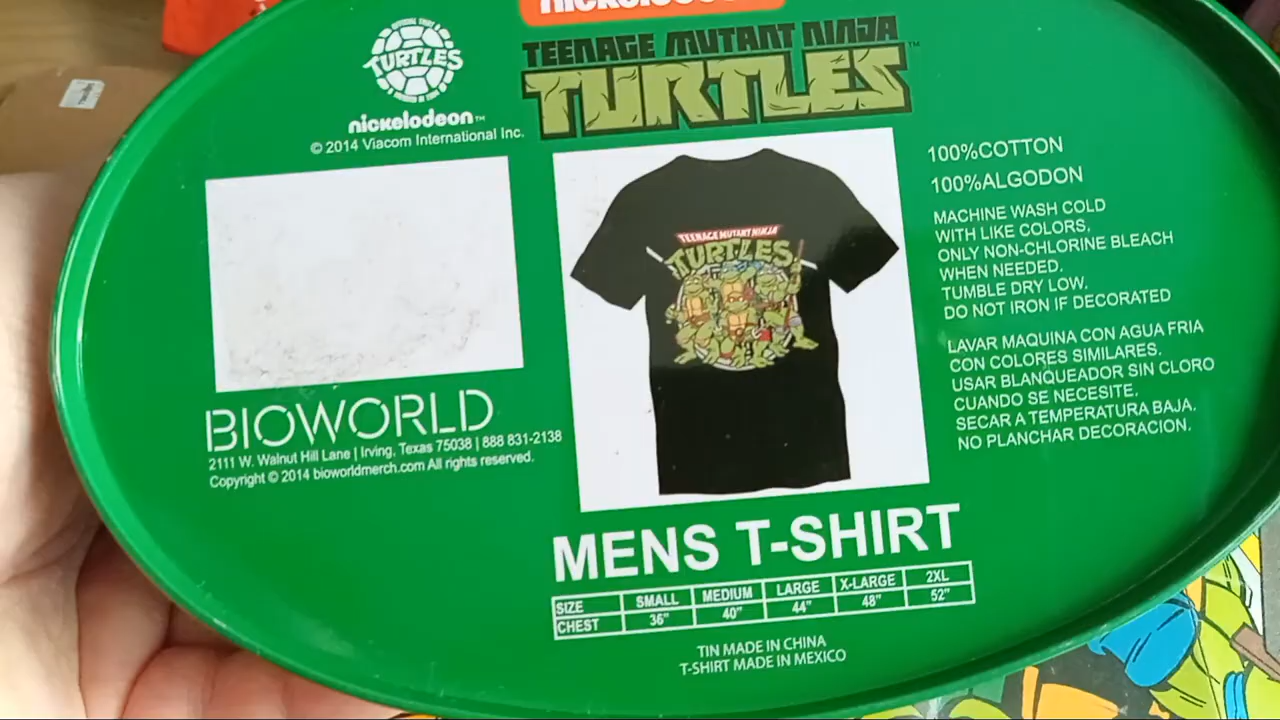 nickelodeon
TEENAGE MUTANT NINJA
TURTLES™
TURTLES
nickelodeon™
© 2014 Viacom International Inc.
TEENAGE MUTANT NINJA
TURTLES
100%COTTON
100%ALGODON
MACHINE WASH COLD
WITH LIKE COLORS,
ONLY NON-CHLORINE BLEACH
WHEN NEEDED.
TUMBLE DRY LOW.
DO NOT IRON IF DECORATED
LAVAR MAQUINA CON AGUA FRIA
CON COLORES SIMILARES.
USAR BLANQUEADOR SIN CLORO
CUANDO SE NECESITE.
SECAR A TEMPERATURA BAJA.
NO PLANCHAR DECORACION.
BIOWORLD
2111 W. Walnut Hill Lane | Irving, Texas 75038 | 888 831-2138
Copyright © 2014 bioworldmerch.com All rights reserved.
MENS T-SHIRT
SIZE SMALL MEDIUM LARGE X-LARGE 2XL
CHEST 36" 40" 44" 48" 52"
TIN MADE IN CHINA
T-SHIRT MADE IN MEXICO